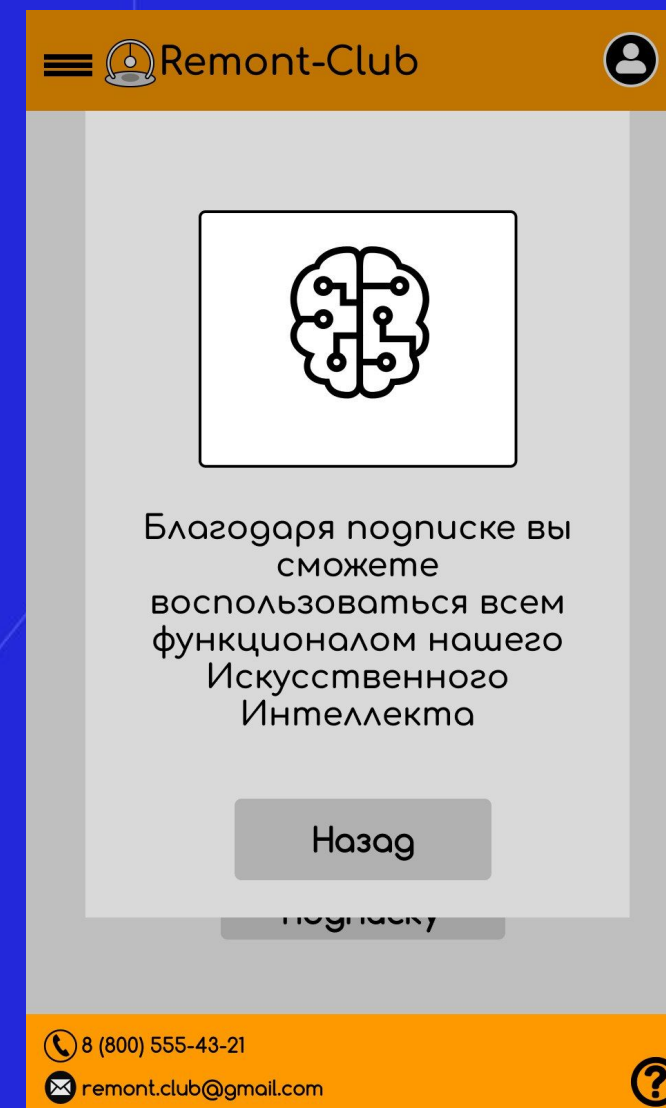 Remont-Club
Благодаря подписке вы
сможете
воспользоваться всем
функционалом нашего
Искусственного
Интеллекта
Назад
подписку
8 (800) 555-43-21
remont.club@gmail.com